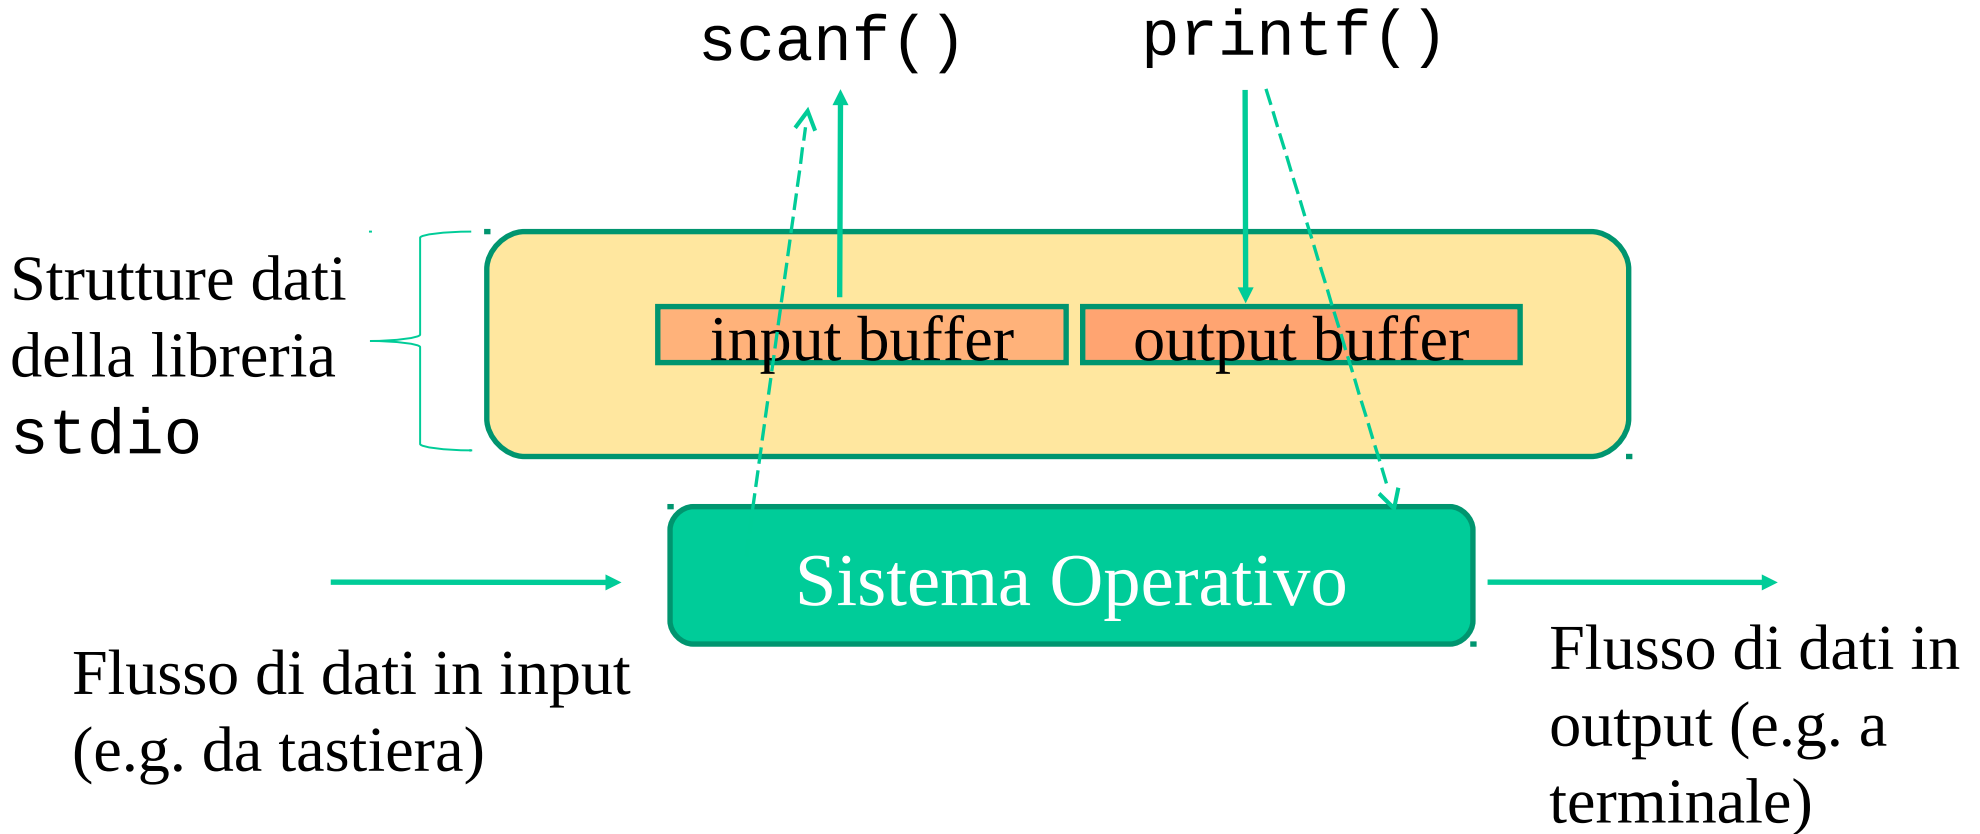 scanf()
printf()
Strutture dati
della libreria
stdio
input buffer
output buffer
Sistema Operativo
Flusso di dati in input
(e.g. da tastiera)
Flusso di dati in
output (e.g. a
terminale)